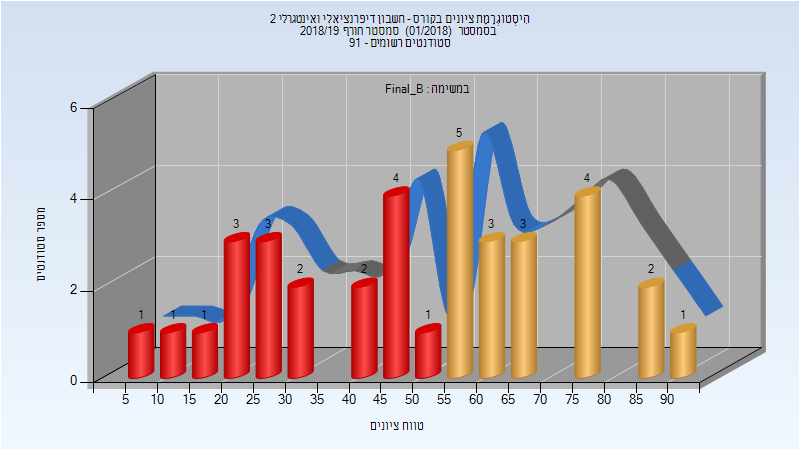 היסטוגרמת ציונים בקורס - חשבון דיפרנציאלי ואינטגרלי 2
בסמסטר (01/2018) סמסטר חורף 2018/19
סטודנטים רשומים - 91
במשימה : Final_B
6
4
2
0
מספר סטודנטים
1 1 1 3 3 2 2 4 1 5 3 3 4 2 1
5 10 15 20 25 30 35 40 45 50 55 60 65 70 75 80 85 90
טווח ציונים